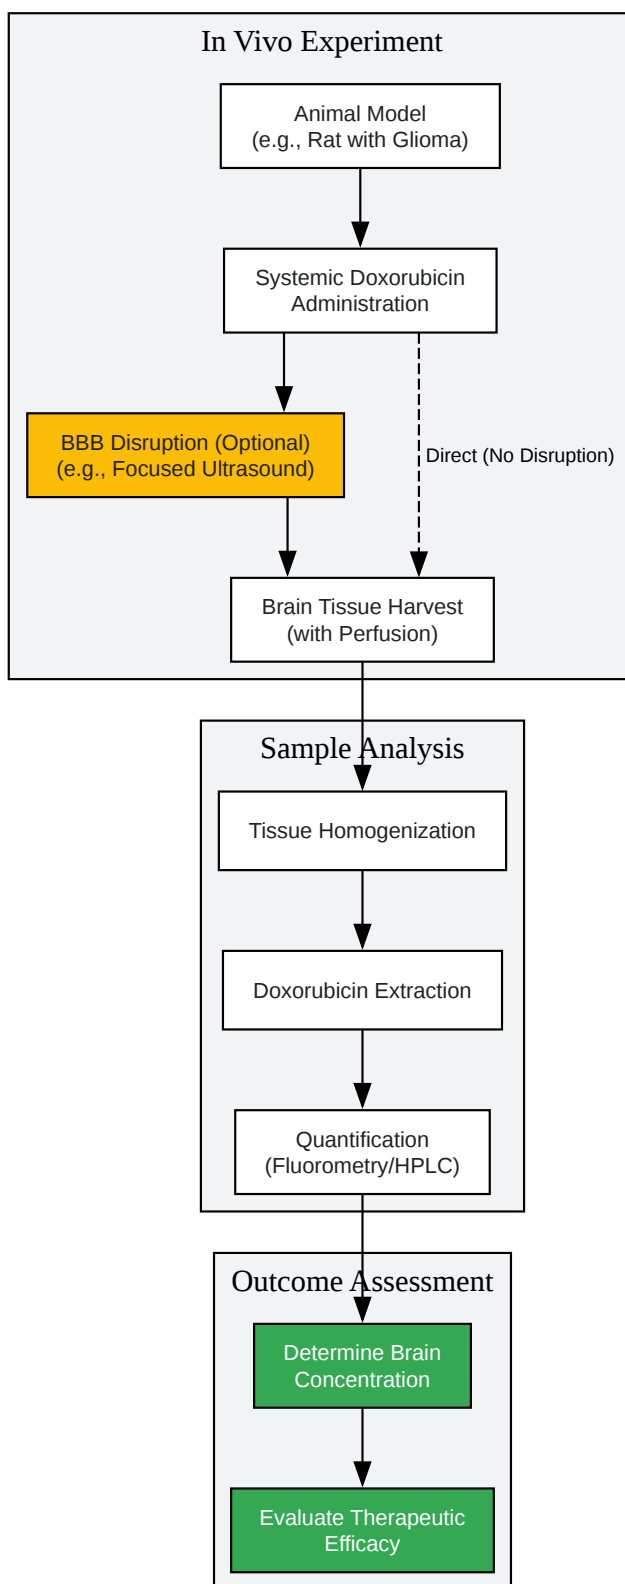 In Vivo Experiment
Animal Model
(e.g., Rat with Glioma)
Systemic Doxorubicin
Administration
BBB Disruption (Optional)
(e.g., Focused Ultrasound)
Direct (No Disruption)
Brain Tissue Harvest
(with Perfusion)
Sample Analysis
Tissue Homogenization
Doxorubicin Extraction
Quantification
(Fluorometry/HPLC)
Outcome Assessment
Determine Brain
Concentration
Evaluate Therapeutic
Efficacy